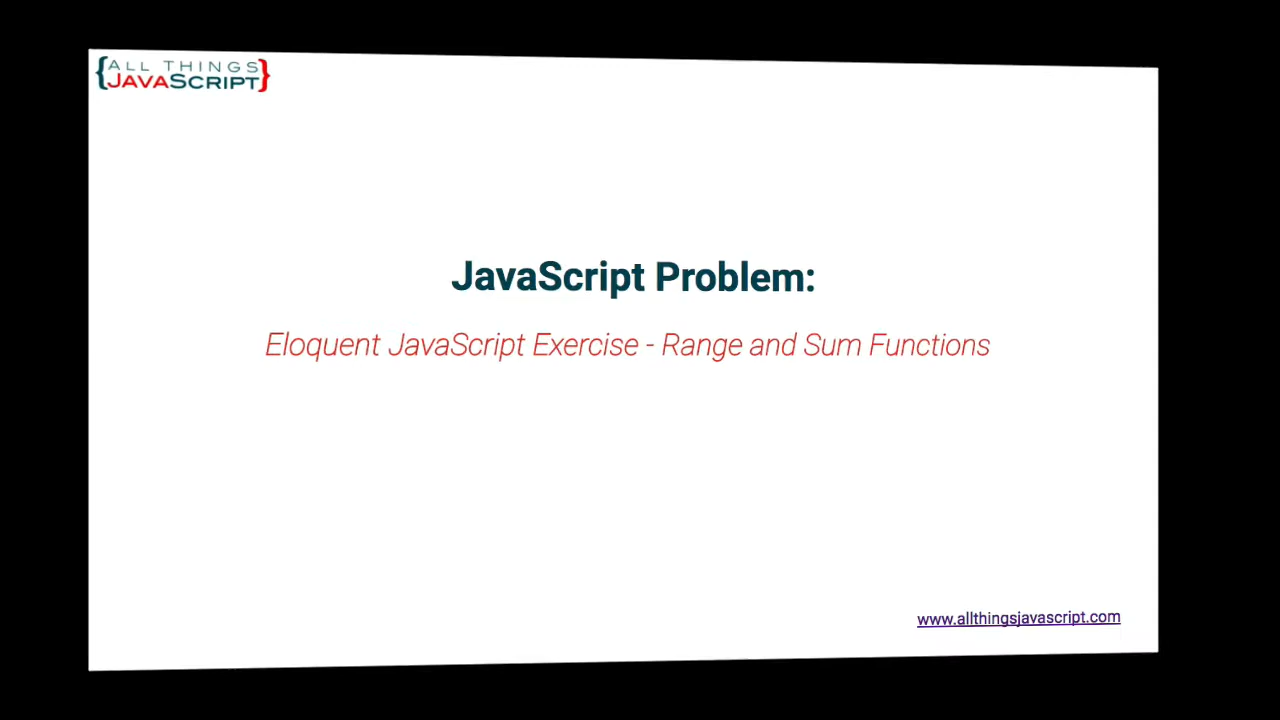 {ALL THINGS
JAVASCRIPT}
JavaScript Problem:
Eloquent JavaScript Exercise - Range and Sum Functions
www.allthingsjavascript.com